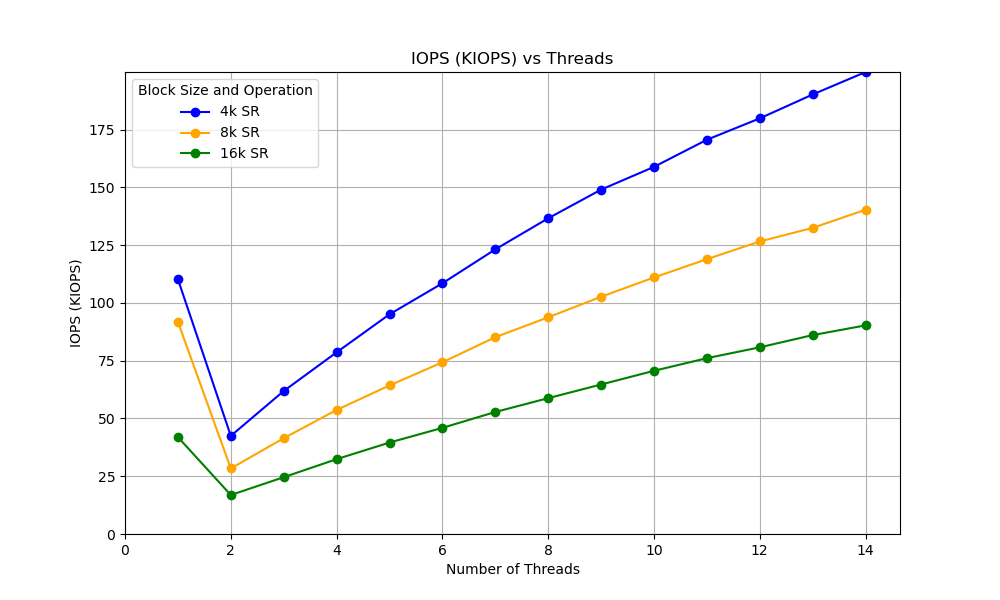 IOPS (KIOPS) vs Threads
Block Size and Operation
4k SR
8k SR
16k SR
175
150
125
100
75
50
25
0
IOPS (KIOPS)
0 2 4 6 8 10 12 14
Number of Threads